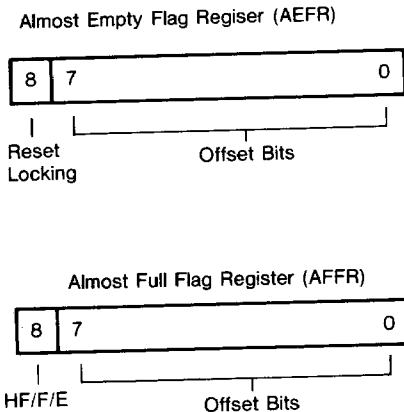 Almost Empty Flag Regiser (AEFR)
8 7 0
Reset
Locking
Offset Bits
Almost Full Flag Register (AFFR)
8 7 0
HF/F/E
Offset Bits